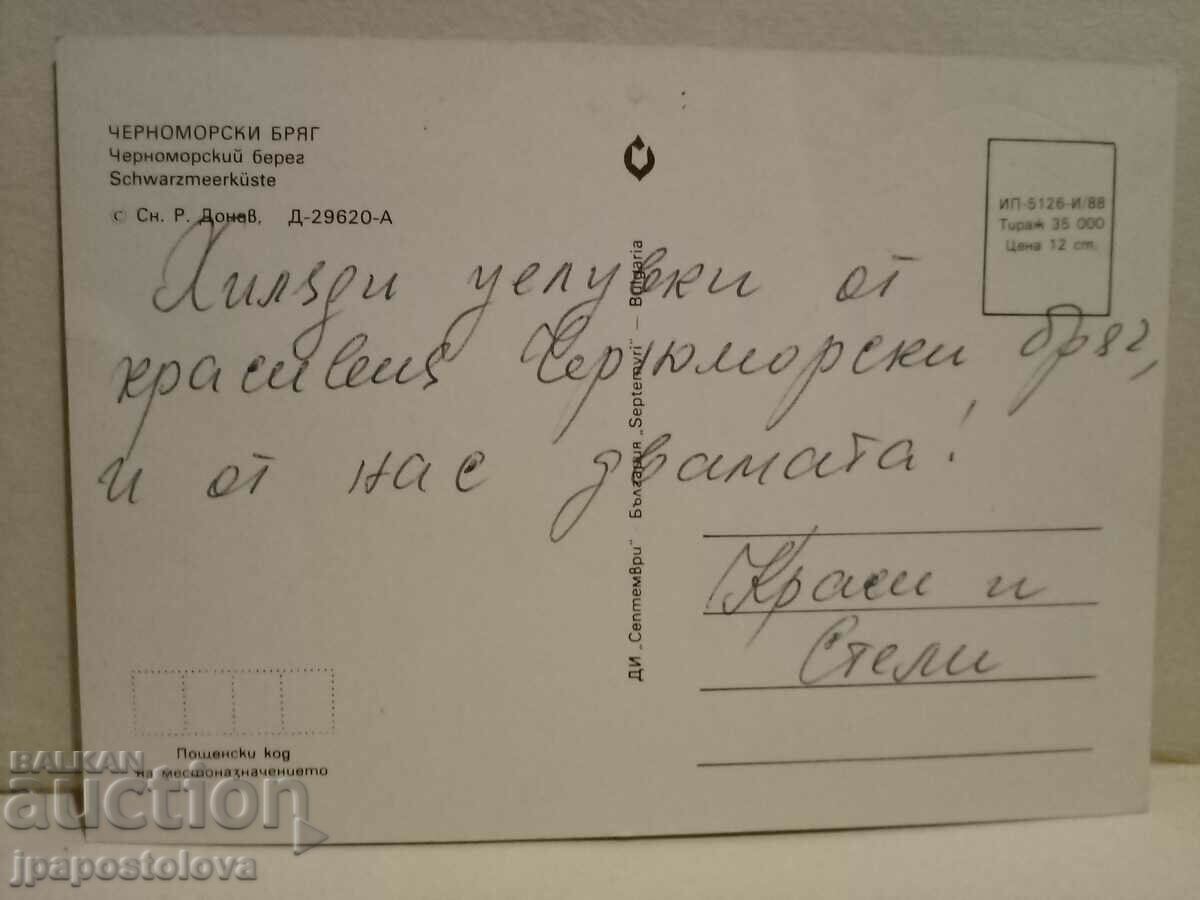 ЧЕРНОМОРСКИ БРЯГ
Черноморский берег
Schwarzmeerküste
© Сн. Р. Донев, Д-29620-А
ИП-5126-И/88
Тираж 35 000
Цена 12 ст.
Хиляди целувки от
красивия Черноморски бряг,
и от нас двамата!
Краси и
Стели
ДИ „Септември" България „Septemvri" — Bolgaria
Пощенски код
на местоназначението
BALKAN
auction
jpapostolova